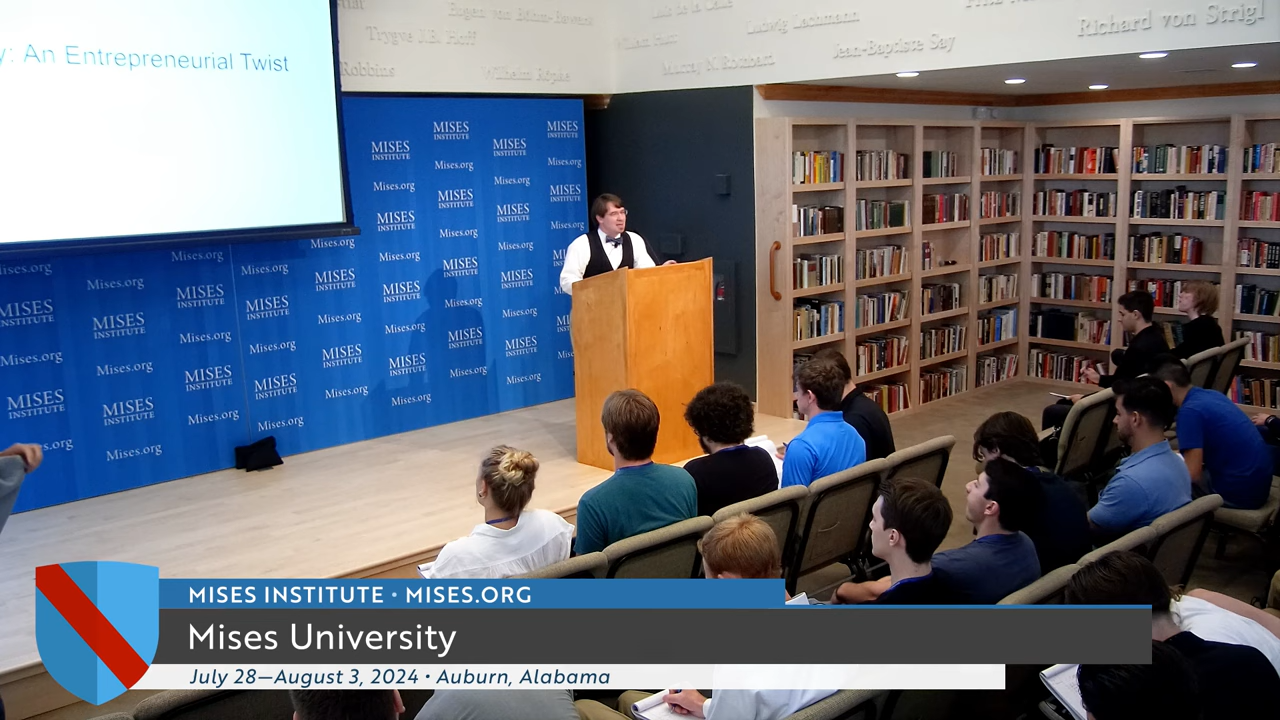 y: An Entrepreneurial Twist
Eugen von Böhm-Bawerk
Trygve J.B. Hoff
Robbins
Wilhelm Röpke
Ludwig Lachmann
Murray N. Rothbard
Jean-Baptiste Say
Richard von Strigl
MISES INSTITUTE
Mises.org
MISES INSTITUTE • MISES.ORG
Mises University
July 28—August 3, 2024 • Auburn, Alabama